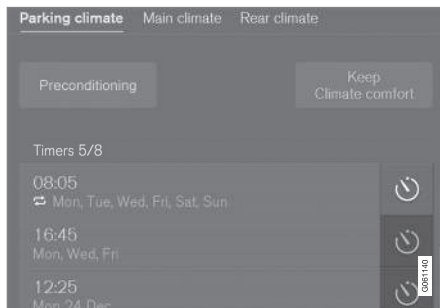 Parking climate Main climate Rear climate
Preconditioning
Keep
Climate comfort
Timers 5/8
08:05
Mon, Tue, Wed, Fri, Sat, Sun
16:45
Mon, Wed, Fri
12:25
Mon 24 Dec
G061140